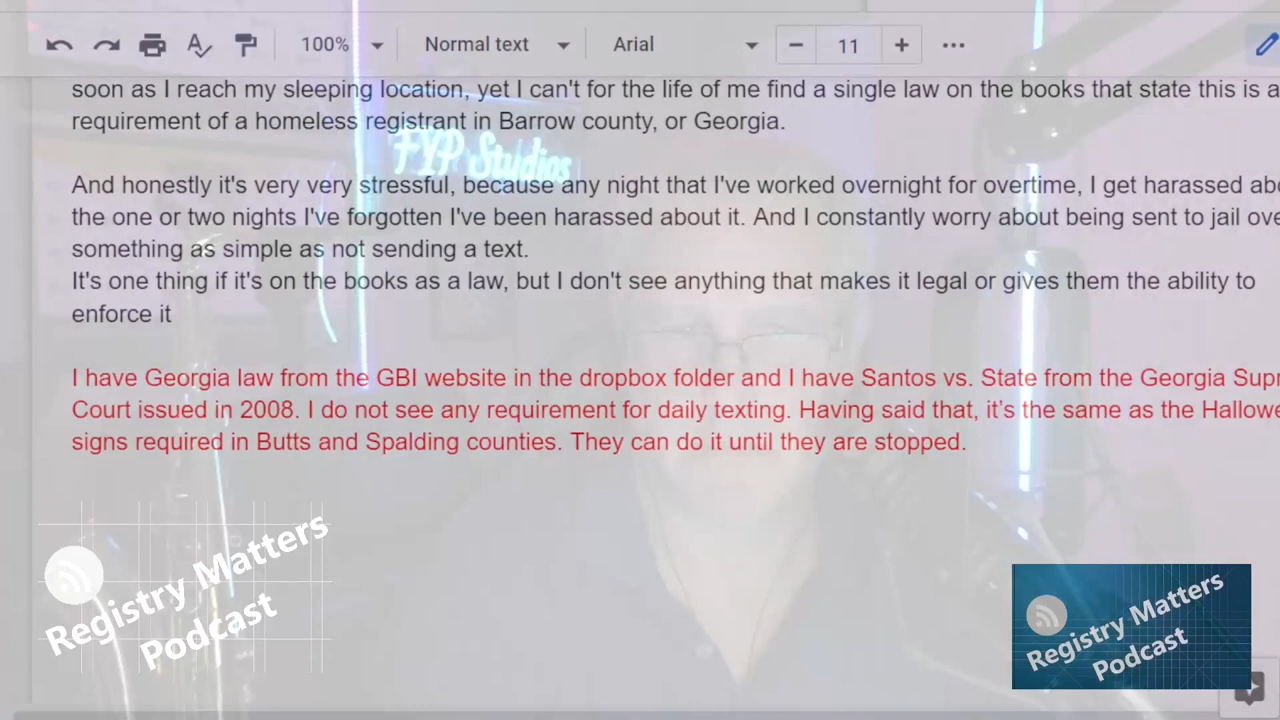 100%
Normal text
Arial
11
soon as I reach my sleeping location, yet I can't for the life of me find a single law on the books that state this is a
requirement of a homeless registrant in Barrow county, or Georgia.
FYP Studios
And honestly it's very very stressful, because any night that I've worked overnight for overtime, I get harassed
the one or two nights I've forgotten I've been harassed about it. And I constantly worry about being sent to jail
something as simple as not sending a text.
It's one thing if it's on the books as a law, but I don't see anything that makes it legal or gives them the ability to
enforce it
I have Georgia law from the GBI website in the dropbox folder and I have Santos vs. State from the Georgia
Court issued in 2008. I do not see any requirement for daily texting. Having said that, it's the same as the
signs required in Butts and Spalding counties. They can do it until they are stopped.
Registry Matters
Podcast
Registry Matters
Podcast